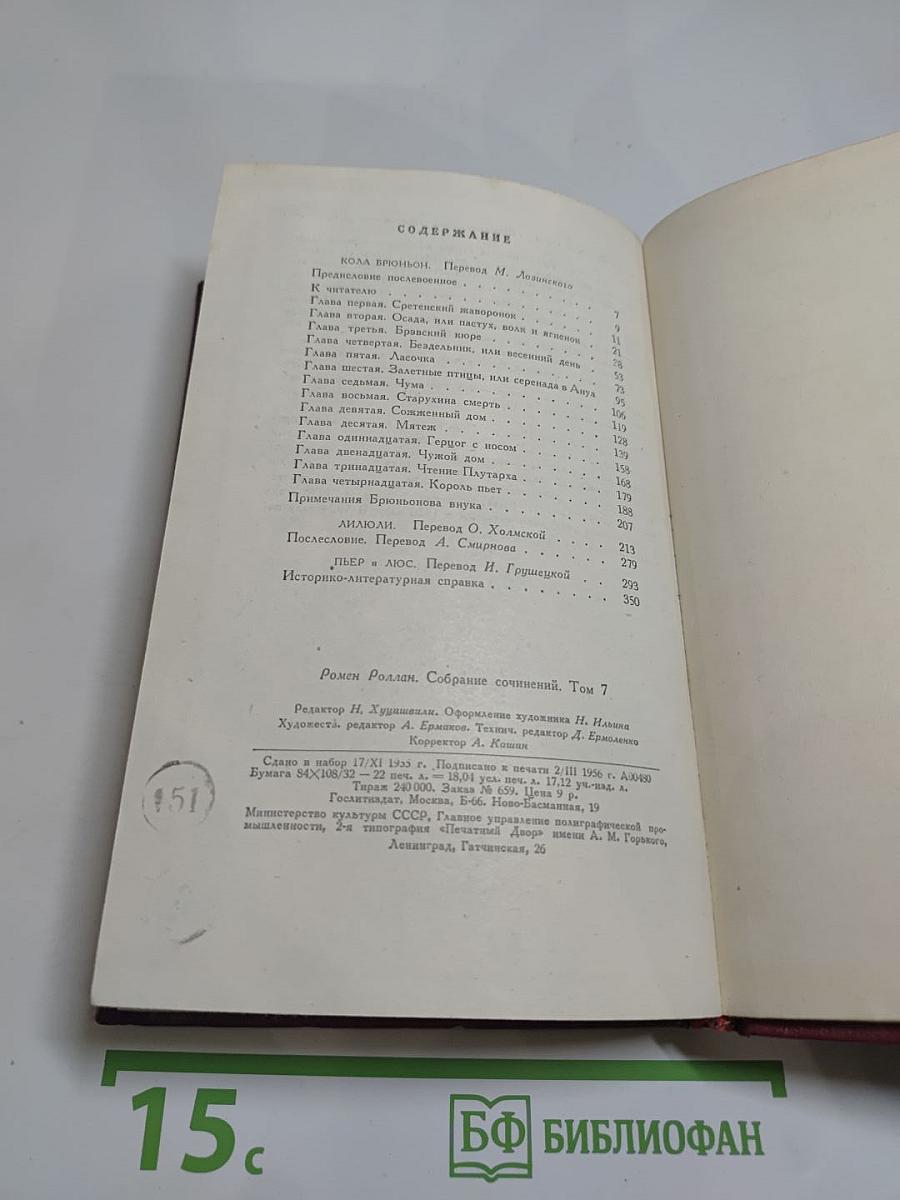 СОДЕРЖАНИЕ
КОЛА БРЮНЬОН. Перевод М. Лозинского
Предисловие послевоенное . . . . . . . . . 7
К читателю . . . . . . . . . . . . 9
Глава первая. Сретенский жаворонок . . . . . . 11
Глава вторая. Осада, или пастух, волк и ягненок . 21
Глава третья. Брэвский кюре . . . . . . . 28
Глава четвертая. Бездельник, или весенний день . 53
Глава пятая. Ласочка . . . . . . . . . 73
Глава шестая. Залетные птицы, или серенада в Ануа 95
Глава седьмая. Чума . . . . . . . . . . 106
Глава восьмая. Старухина смерть . . . . . . 119
Глава девятая. Сожженный дом . . . . . . . 128
Глава десятая. Мятеж . . . . . . . . . 139
Глава одиннадцатая. Герцог с носом . . . . . 158
Глава двенадцатая. Чужой дом . . . . . . . 168
Глава тринадцатая. Чтение Плутарха . . . . . 179
Глава четырнадцатая. Король пьет . . . . . . 188
Примечания Брюньонова внука . . . . . . . 207
ЛИЛЮЛИ. Перевод О. Холмской . . . . 213
Послесловие. Перевод А. Смирнова . . . . . 279
ПЬЕР и ЛЮС. Перевод И. Грушецкой . . 293
Историко-литературная справка . . . . . . . 350
Ромен Роллан. Собрание сочинений. Том 7
Редактор Н. Хуцишвили. Оформление художника Н. Ильина
Художеств. редактор А. Ермаков. Технич. редактор Д. Ермоленко
Корректор А. Кашин
Сдано в набор 17/XI 1955 г. Подписано к печати 2/III 1956 г. А00480
Бумага 84×108/32 — 22 печ. л. = 18,04 усл. печ. л. 17,12 уч.-изд. л.
Тираж 240 000. Заказ № 659. Цена 9 р.
Гослитиздат, Москва, Б-66. Ново-Басманная, 19
Министерство культуры СССР, Главное управление полиграфической про-
мышленности, 2-я типография «Печатный Двор» имени А. М. Горького,
Ленинград, Гатчинская, 26
151
15с
БФ БИБЛИОФАН